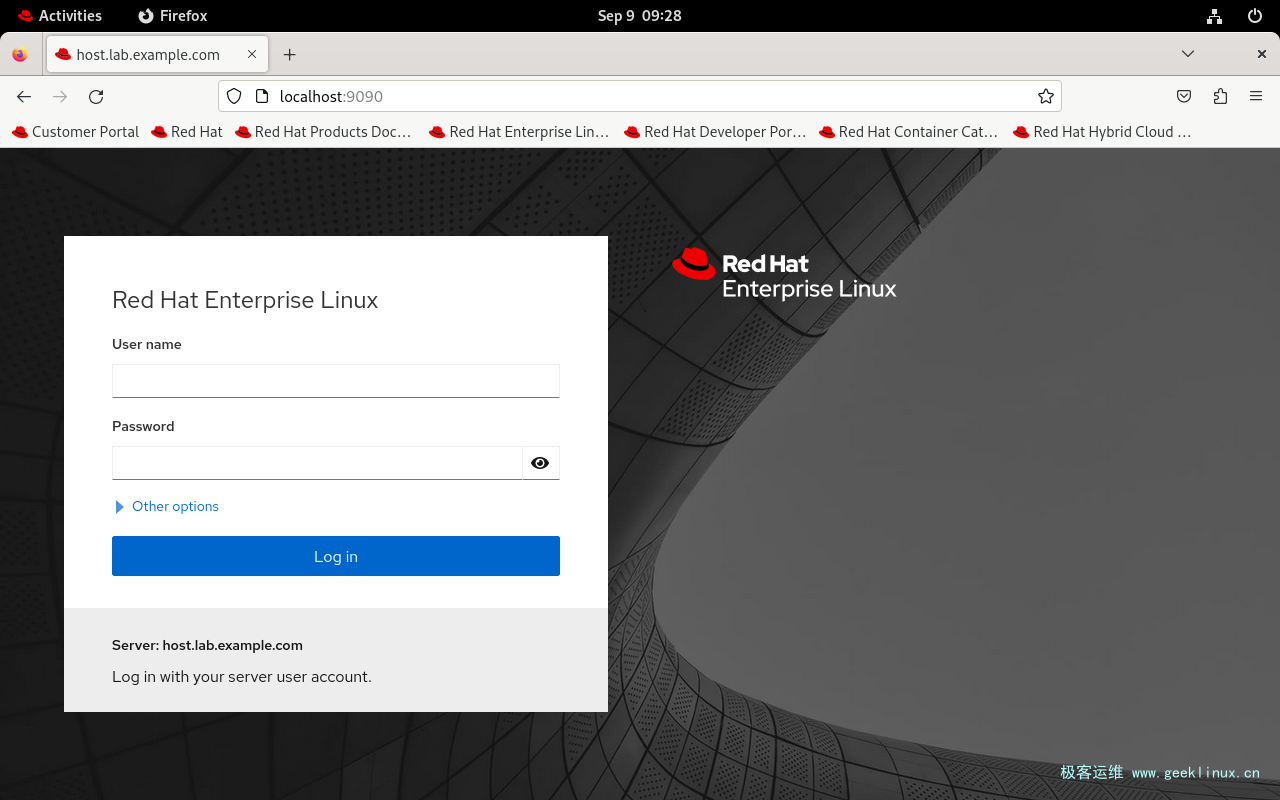 Activities Firefox Sep 9 09:28
host.lab.example.com
localhost:9090
Customer Portal Red Hat Red Hat Products Doc… Red Hat Enterprise Lin… Red Hat Developer Por… Red Hat Container Cat… Red Hat Hybrid Cloud …
Red Hat
Enterprise Linux
Red Hat Enterprise Linux
User name
Password
Other options
Log in
Server: host.lab.example.com
Log in with your server user account.
极客运维 www.geeklinux.cn